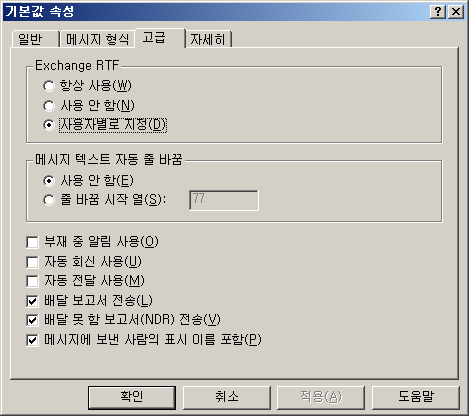 기본값 속성
일반 메시지 형식 고급 자세히
Exchange RTF
항상 사용(W)
사용 안 함(N)
사용자별로 지정(D)
메시지 텍스트 자동 줄 바꿈
사용 안 함(E)
줄 바꿈 시작 열(S): 77
부재 중 알림 사용(O)
자동 회신 사용(U)
자동 전달 사용(M)
배달 보고서 전송(L)
배달 못 함 보고서(NDR) 전송(V)
메시지에 보낸 사람의 표시 이름 포함(P)
확인 취소 적용(A) 도움말